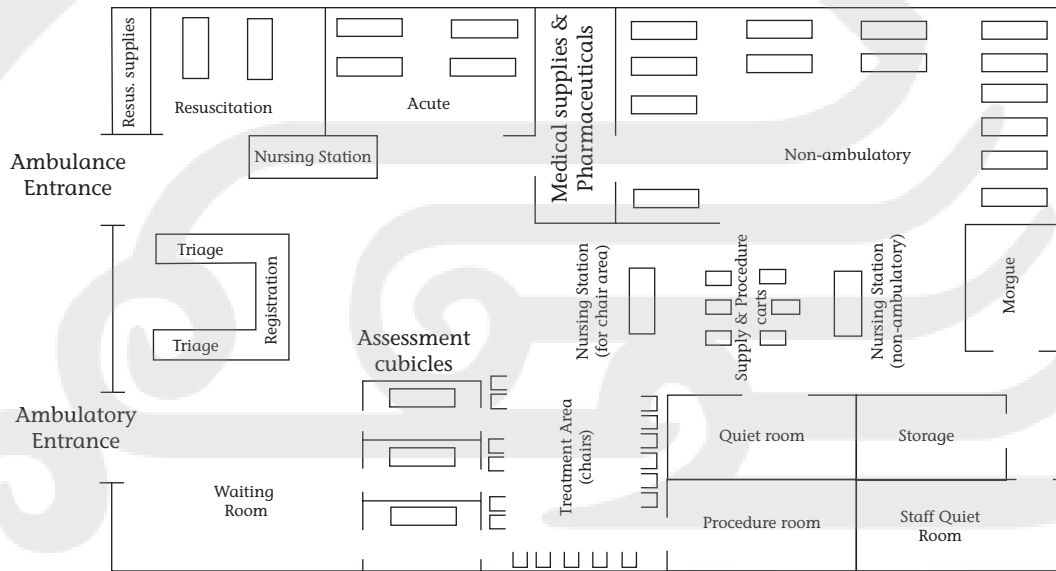 Resus. supplies
Resuscitation
Acute
Medical supplies &
Pharmaceuticals
Nursing Station
Non-ambulatory
Ambulance
Entrance
Triage
Registration
Triage
Nursing Station
(for chair area)
Supply & Procedure
carts
Nursing Station
(non-ambulatory)
Morgue
Assessment
cubicles
Ambulatory
Entrance
Treatment Area
(chairs)
Quiet room
Storage
Waiting
Room
Procedure room
Staff Quiet
Room